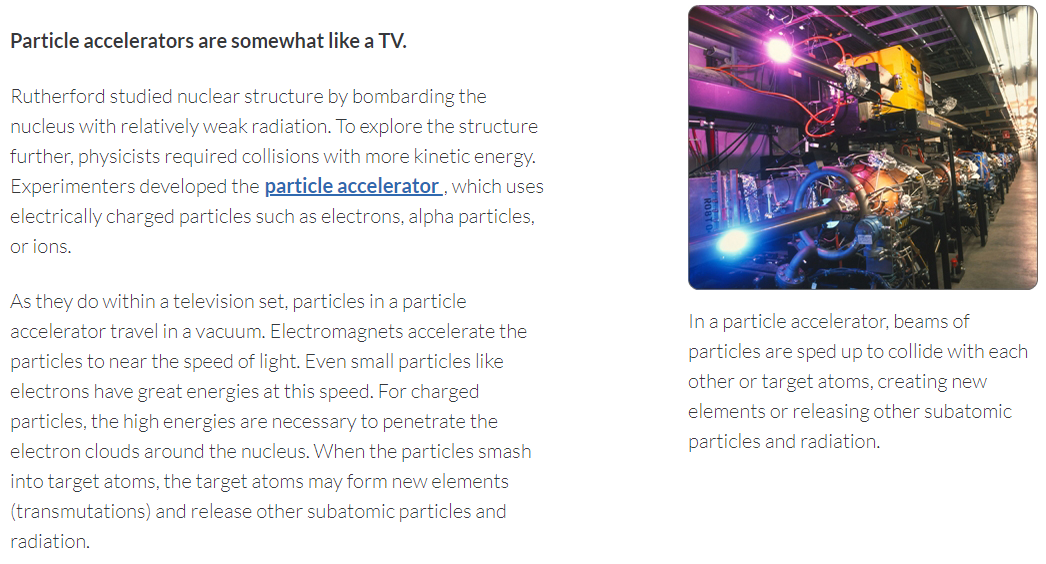 Particle accelerators are somewhat like a TV.
Rutherford studied nuclear structure by bombarding the
nucleus with relatively weak radiation. To explore the structure
further, physicists required collisions with more kinetic energy.
Experimenters developed the particle accelerator , which uses
electrically charged particles such as electrons, alpha particles,
or ions.
As they do within a television set, particles in a particle
accelerator travel in a vacuum. Electromagnets accelerate the
particles to near the speed of light. Even small particles like
electrons have great energies at this speed. For charged
particles, the high energies are necessary to penetrate the
electron clouds around the nucleus. When the particles smash
into target atoms, the target atoms may form new elements
(transmutations) and release other subatomic particles and
radiation.
In a particle accelerator, beams of
particles are sped up to collide with each
other or target atoms, creating new
elements or releasing other subatomic
particles and radiation.